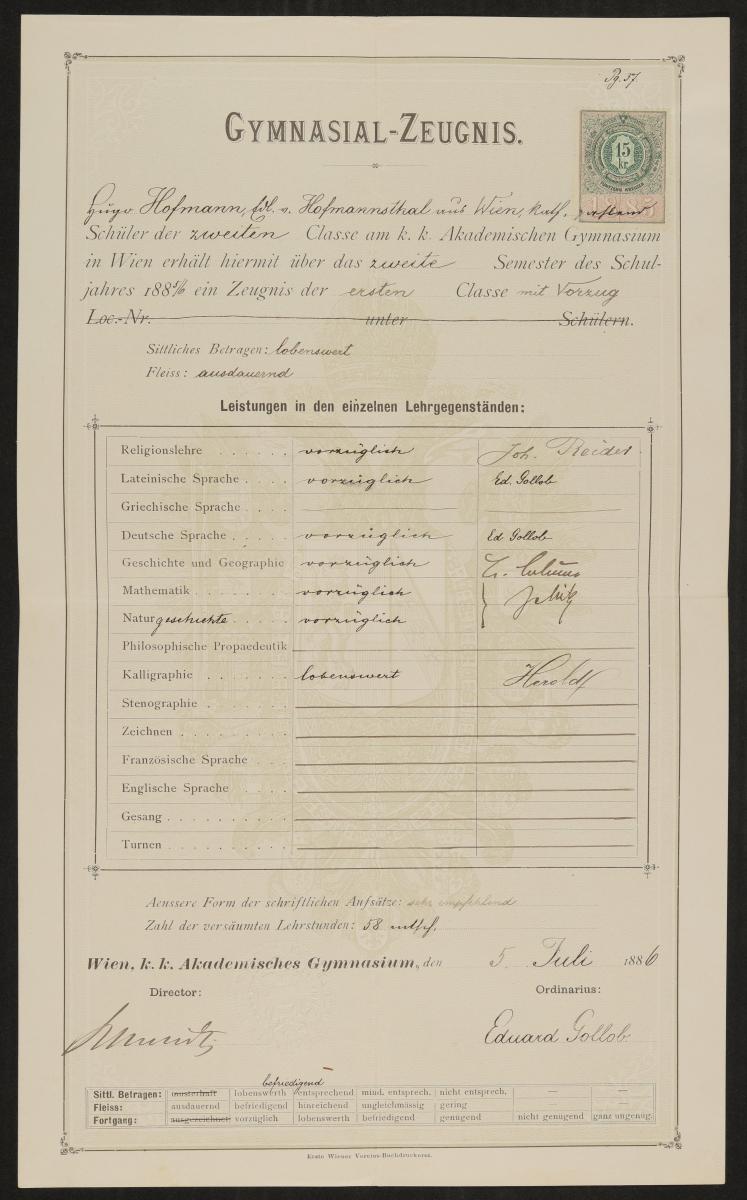 Pg. 57.
GYMNASIAL-ZEUGNIS.
15
kr.
1885
Hugo Hofmann, Edl. v. Hofmannsthal aus Wien, kath.
Schüler der zweiten Classe am k. k. Akademischen Gymnasium
in Wien erhält hiermit über das zweite Semester des Schul-
jahres 1885/6 ein Zeugnis der ersten Classe mit Vorzug
Loc.-Nr. unter Schülern.
Sittliches Betragen: lobenswert
Fleiss: ausdauernd
Leistungen in den einzelnen Lehrgegenständen:
Religionslehre vorzüglich Joh.
Lateinische Sprache vorzüglich Ed. Gollob
Griechische Sprache
Deutsche Sprache vorzüglich Ed Gollob
Geschichte und Geographie vorzüglich
Mathematik vorzüglich
Naturgeschichte vorzüglich
Philosophische Propaedeutik
Kalligraphie lobenswert
Stenographie
Zeichnen
Französische Sprache
Englische Sprache
Gesang
Turnen
Aeussere Form der schriftlichen Aufsätze: sehr empfehlend
Zahl der versäumten Lehrstunden: 58 entsch.
Wien, k. k. Akademisches Gymnasium, den 5. Juli 1886
Director: Ordinarius:
Eduard Gollob
befriedigend
Sittl. Betragen: musterhaft lobenswerth entsprechend mind. entsprech. nicht entsprech. — —
Fleiss: ausdauernd befriedigend hinreichend ungleichmässig gering — —
Fortgang: ausgezeichnet vorzüglich lobenswerth befriedigend genügend nicht genügend ganz ungenüg.
Erste Wiener Vereins-Buchdruckerei.